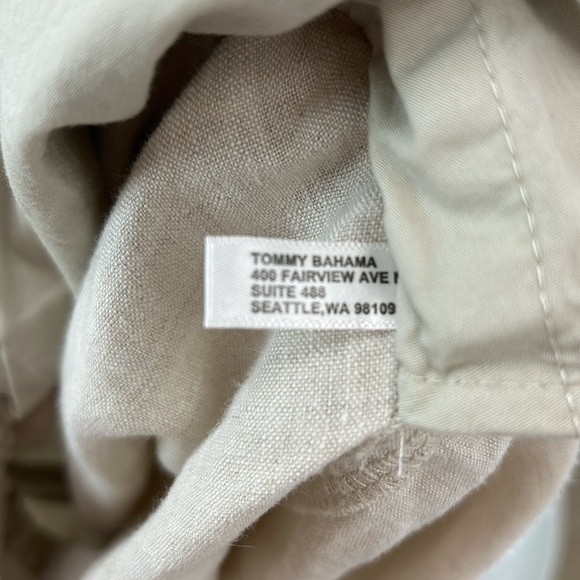 TOMMY BAHAMA
400 FAIRVIEW AVE N
SUITE 488
SEATTLE,WA 98109